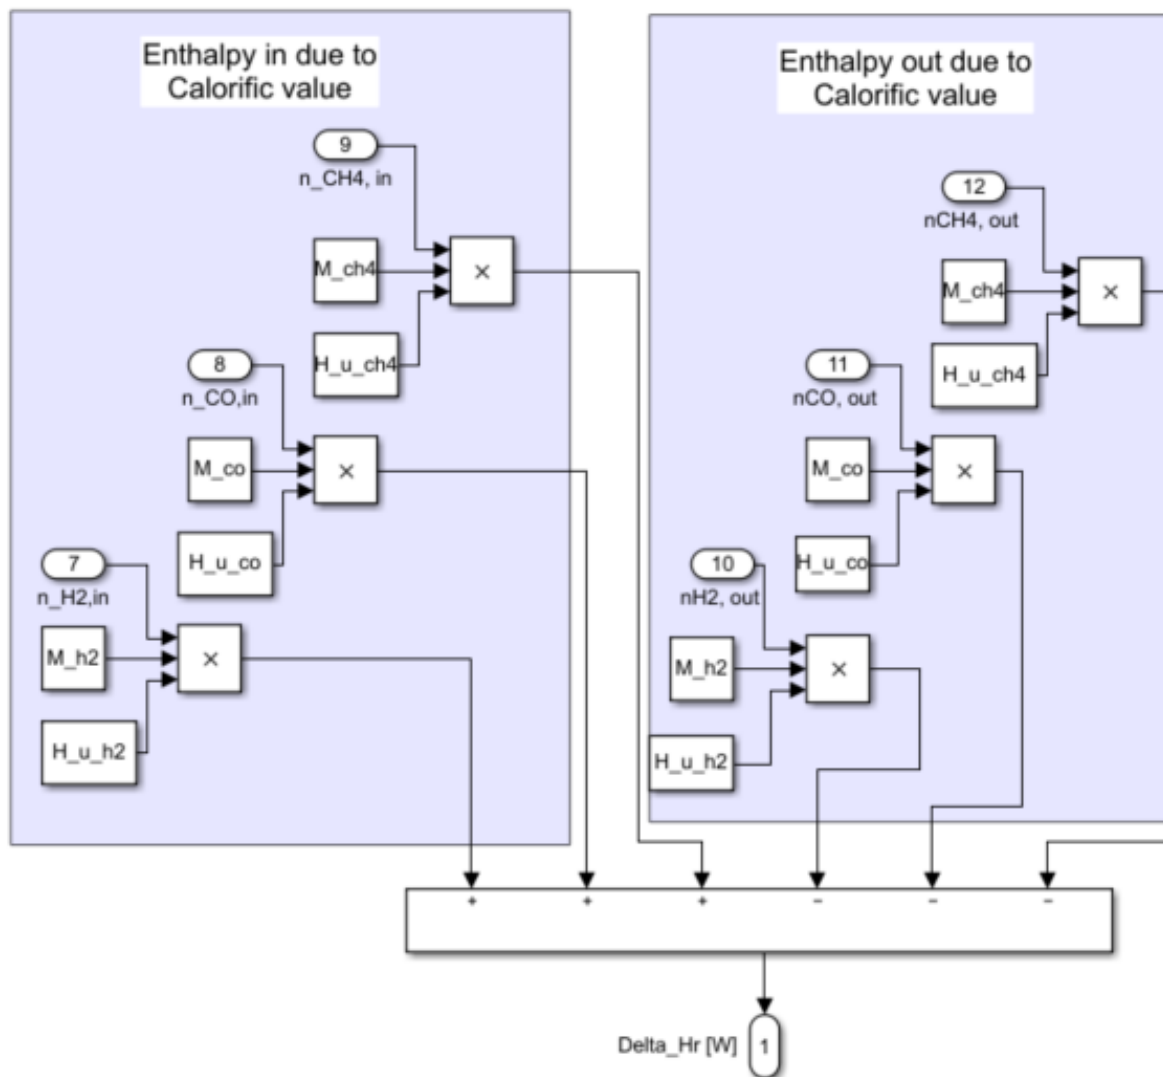 Enthalpy in due to
Calorific value
9
n_CH4, in
M_ch4
×
H_u_ch4
8
n_CO,in
M_co
×
H_u_co
7
n_H2,in
M_h2
×
H_u_h2
Enthalpy out due to
Calorific value
12
nCH4, out
M_ch4
×
H_u_ch4
11
nCO, out
M_co
×
H_u_co
10
nH2, out
M_h2
×
H_u_h2
+ + + − − −
Delta_Hr [W] 1